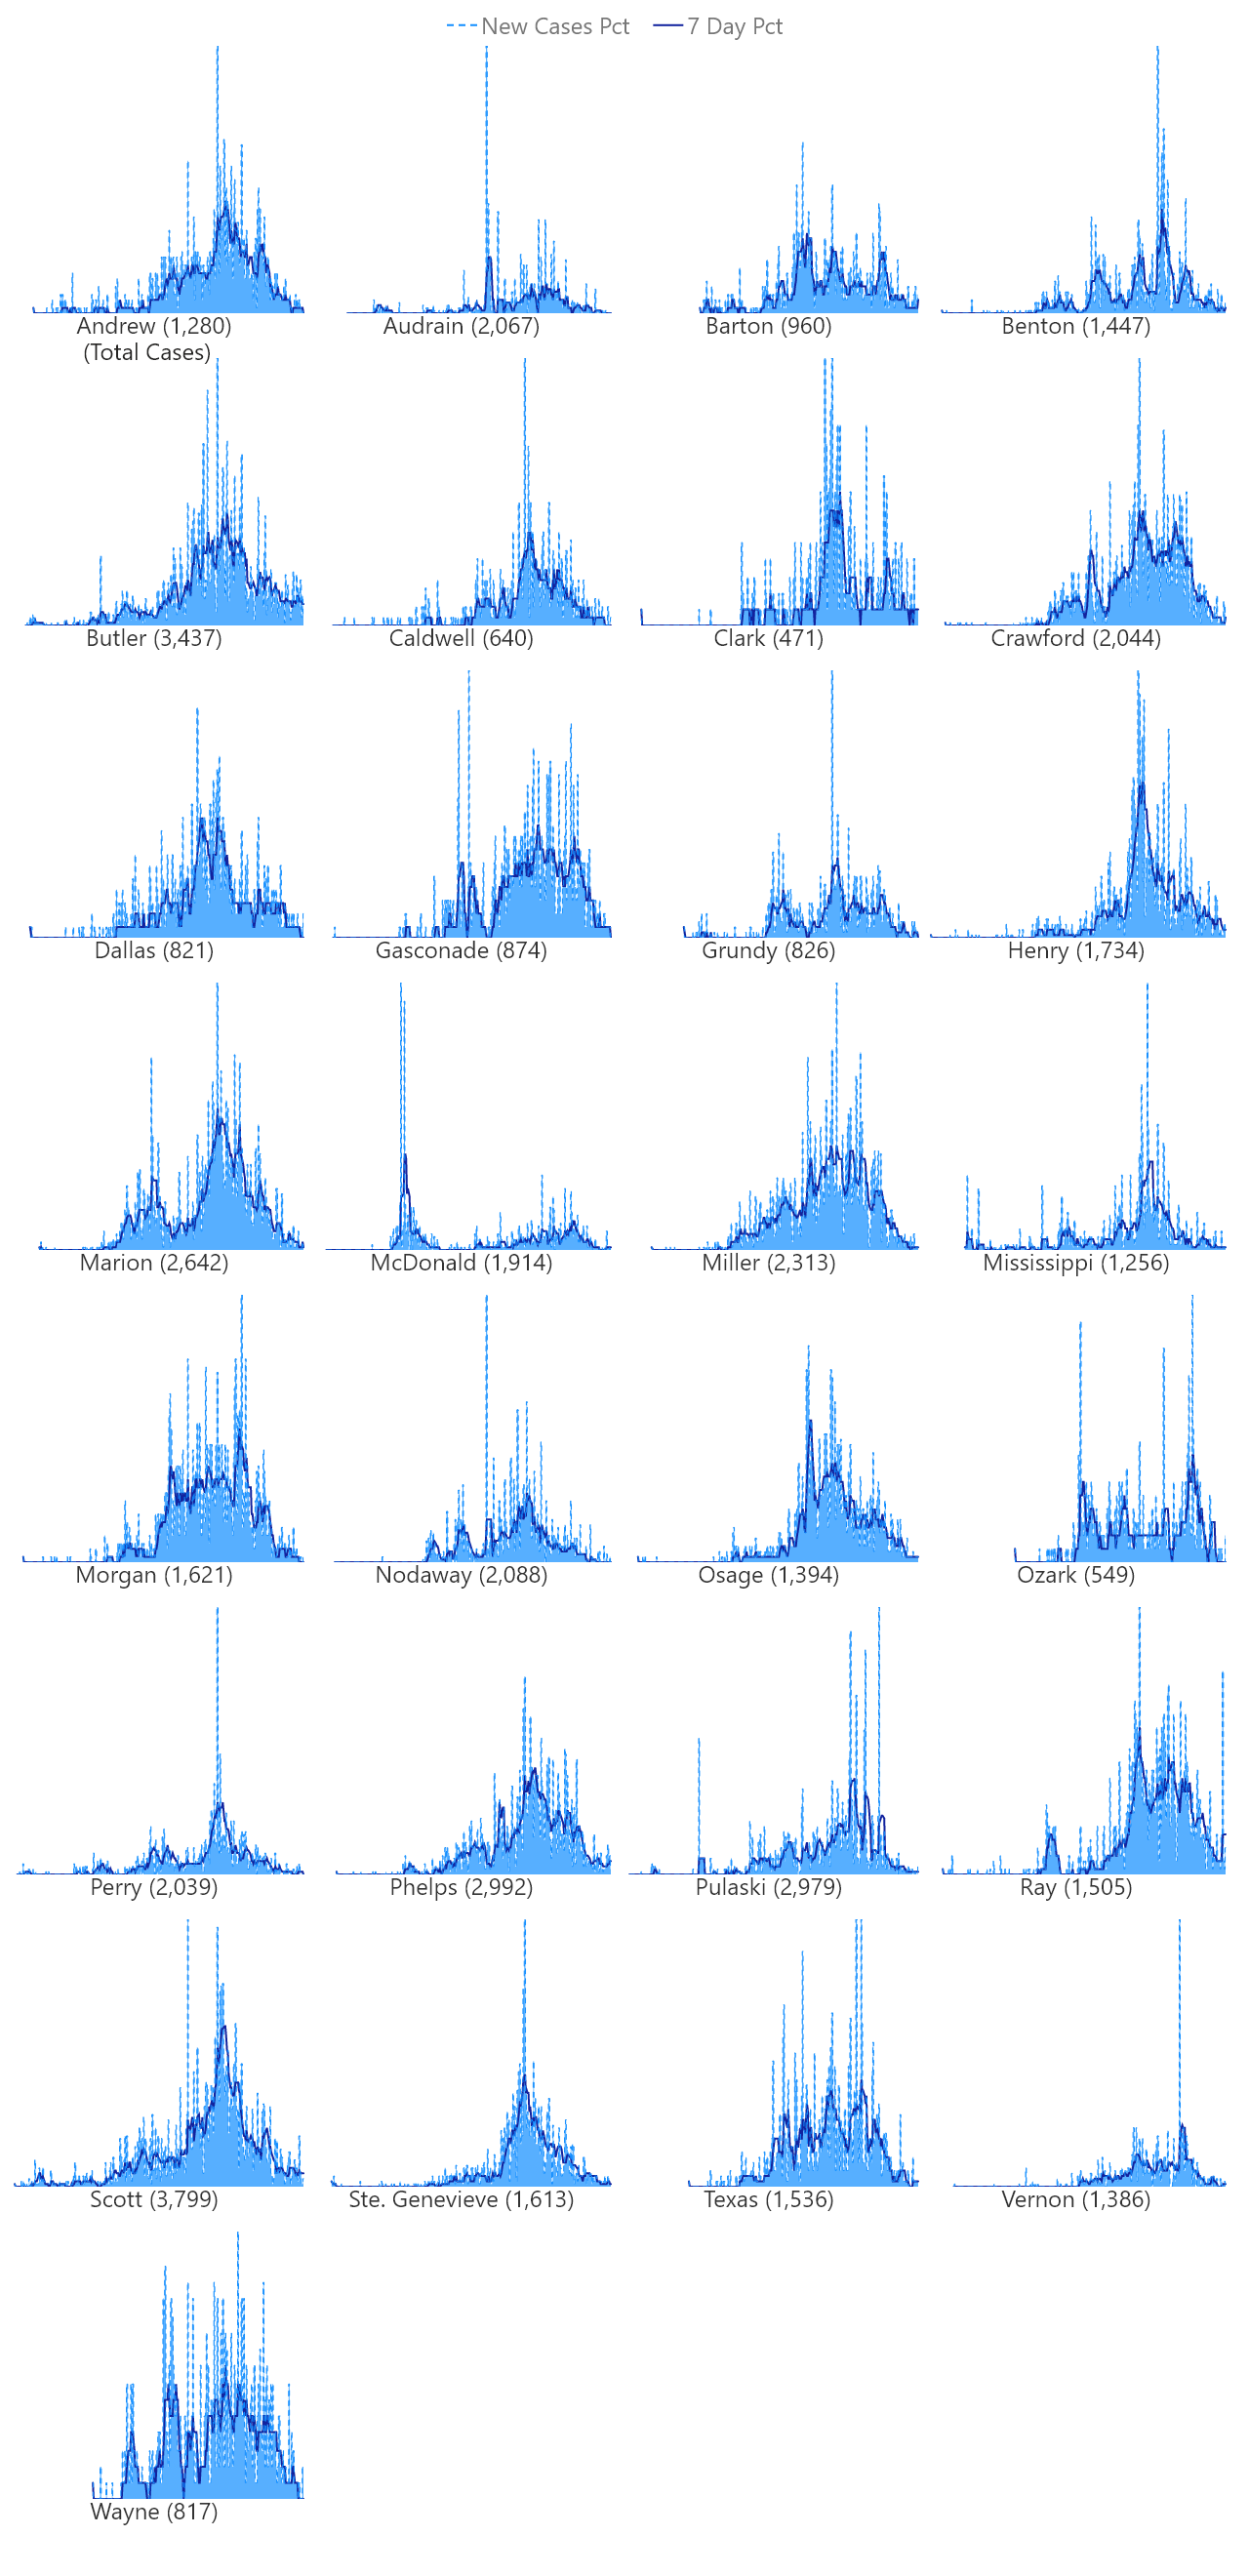 New Cases Pct 7 Day Pct
Andrew (1,280) Audrain (2,067) Barton (960) Benton (1,447)
(Total Cases)
Butler (3,437) Caldwell (640) Clark (471) Crawford (2,044)
Dallas (821) Gasconade (874) Grundy (826) Henry (1,734)
Marion (2,642) McDonald (1,914) Miller (2,313) Mississippi (1,256)
Morgan (1,621) Nodaway (2,088) Osage (1,394) Ozark (549)
Perry (2,039) Phelps (2,992) Pulaski (2,979) Ray (1,505)
Scott (3,799) Ste. Genevieve (1,613) Texas (1,536) Vernon (1,386)
Wayne (817)